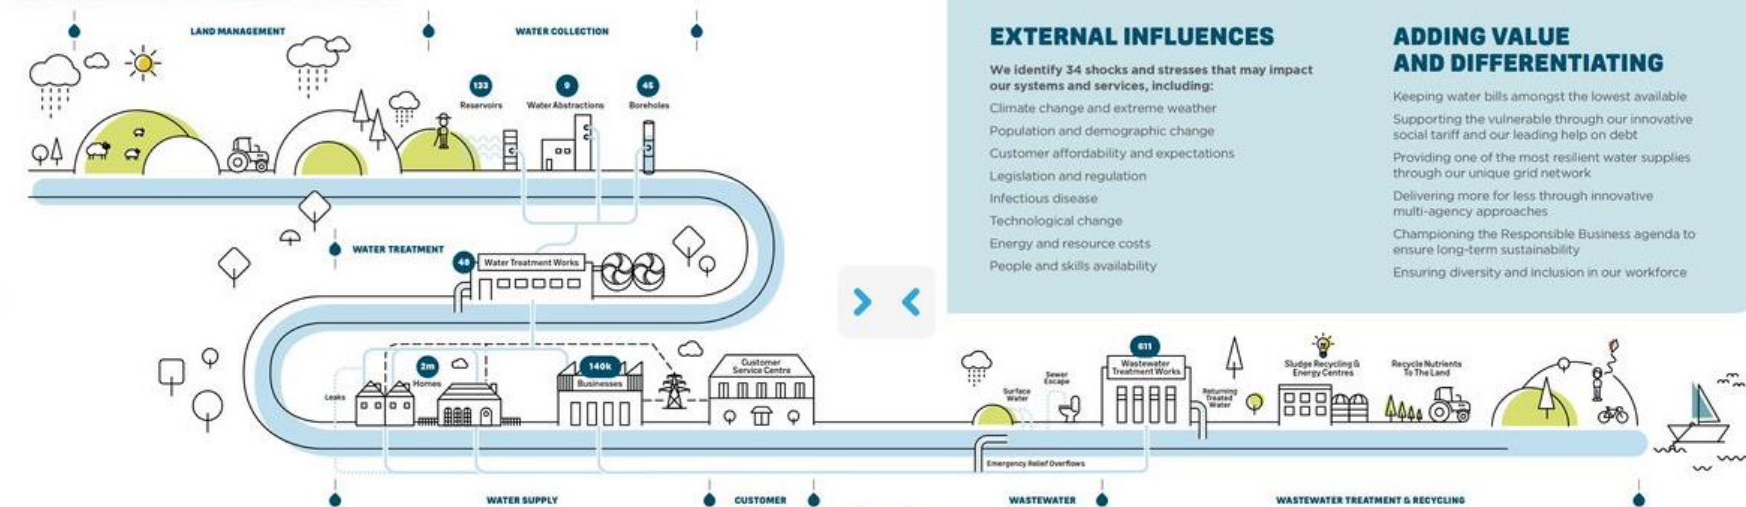 LAND MANAGEMENT
WATER COLLECTION
133
Reservoirs
9
Water Abstractions
45
Boreholes
WATER TREATMENT
48
Water Treatment Works
Leaks
2m
Homes
140k
Businesses
Customer
Service Centre
WATER SUPPLY
CUSTOMER
EXTERNAL INFLUENCES
We identify 34 shocks and stresses that may impact
our systems and services, including:
Climate change and extreme weather
Population and demographic change
Customer affordability and expectations
Legislation and regulation
Infectious disease
Technological change
Energy and resource costs
People and skills availability
ADDING VALUE
AND DIFFERENTIATING
Keeping water bills amongst the lowest available
Supporting the vulnerable through our innovative
social tariff and our leading help on debt
Providing one of the most resilient water supplies
through our unique grid network
Delivering more for less through innovative
multi-agency approaches
Championing the Responsible Business agenda to
ensure long-term sustainability
Ensuring diversity and inclusion in our workforce
Surface
Water
Sewer
Escape
611
Wastewater
Treatment Works
Returning
Treated
Water
Sludge Recycling &
Energy Centres
Recycle Nutrients
To The Land
Emergency Relief Overflows
WASTEWATER
WASTEWATER TREATMENT & RECYCLING